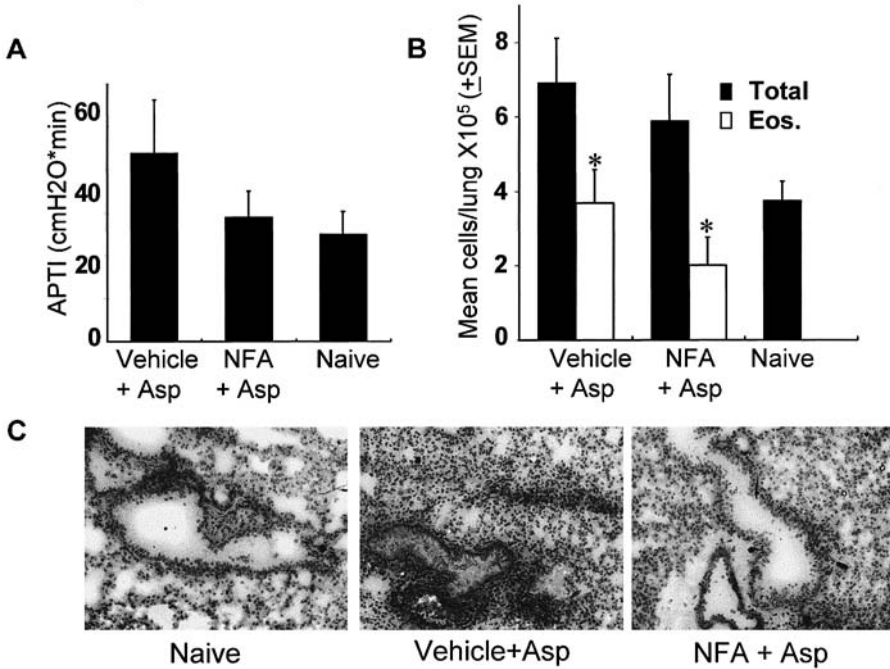 A
APTI (cmH2O*min)
60
40
20
0
Vehicle + Asp
NFA + Asp
Naive
B
Mean cells/lung X10⁵ (±SEM)
8
6
4
2
0
Total
Eos.
*
*
Vehicle + Asp
NFA + Asp
Naive
C
Naive
Vehicle+Asp
NFA + Asp